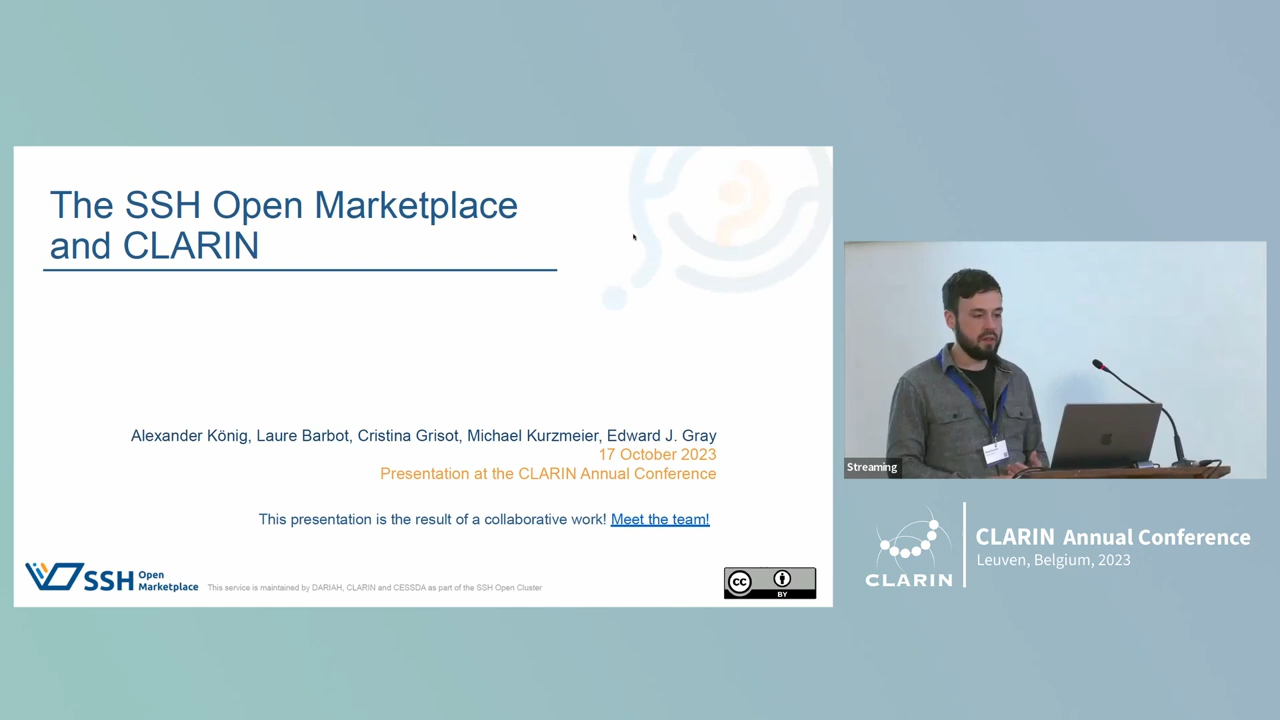 The SSH Open Marketplace
and CLARIN
Alexander König, Laure Barbot, Cristina Grisot, Michael Kurzmeier, Edward J. Gray
17 October 2023
Presentation at the CLARIN Annual Conference
This presentation is the result of a collaborative work! Meet the team!
SSH Open
Marketplace
This service is maintained by DARIAH, CLARIN and CESSDA as part of the SSH Open Cluster
CC
BY
Streaming
CLARIN
CLARIN Annual Conference
Leuven, Belgium, 2023